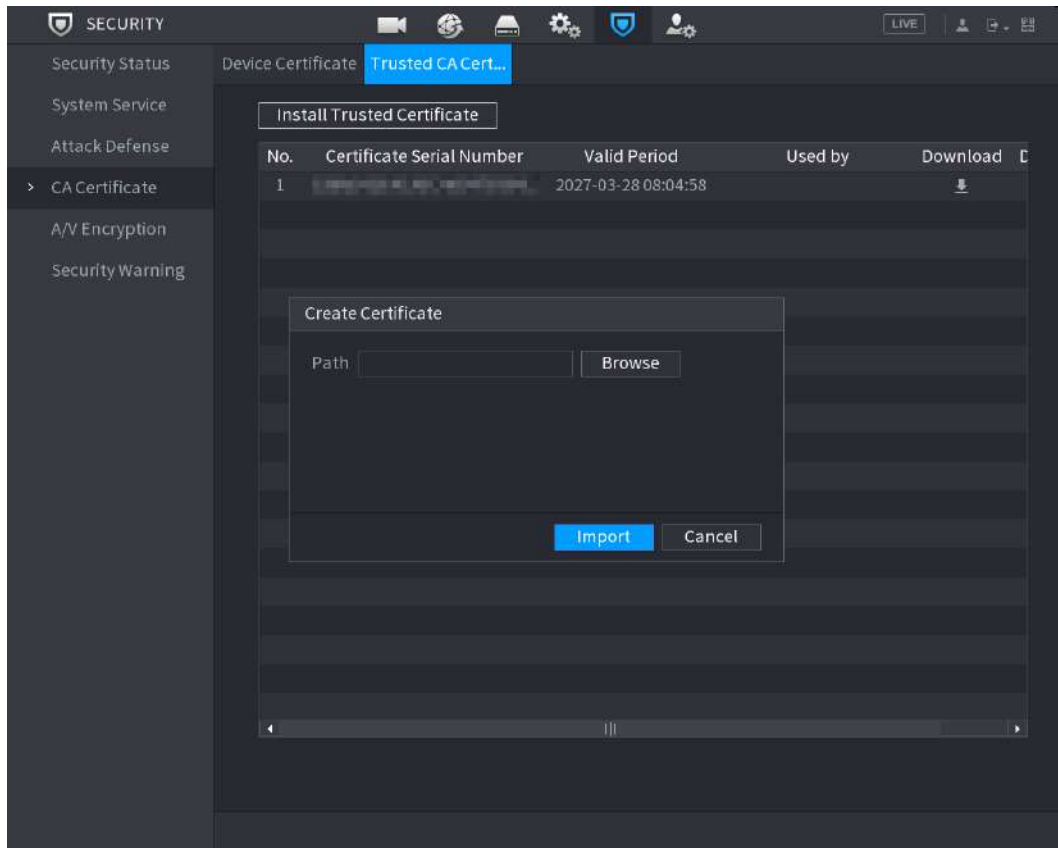 SECURITY
LIVE
Security Status
Device Certificate
Trusted CA Cert...
System Service
Install Trusted Certificate
Attack Defense
No. Certificate Serial Number Valid Period Used by Download D
CA Certificate
1 2027-03-28 08:04:58
A/V Encryption
Security Warning
Create Certificate
Path
Browse
Import
Cancel